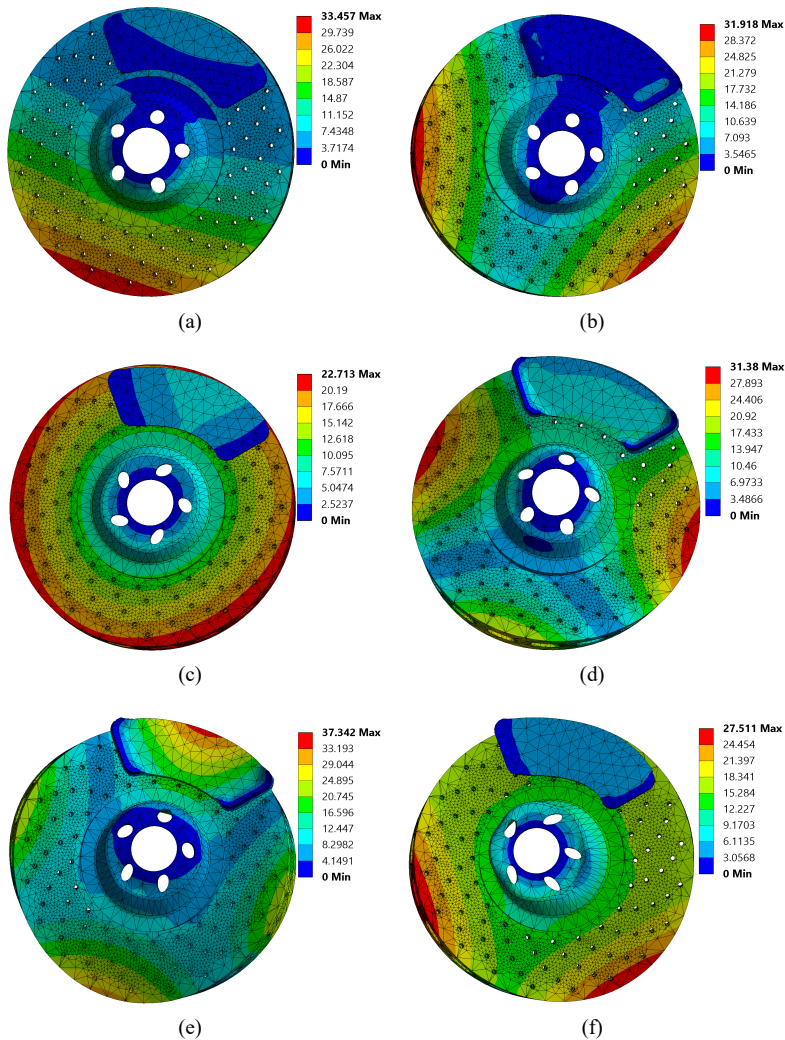 33.457 Max
29.739
26.022
22.304
18.587
14.87
11.152
7.4348
3.7174
0 Min
(a)
31.918 Max
28.372
24.825
21.279
17.732
14.186
10.639
7.093
3.5465
0 Min
(b)
22.713 Max
20.19
17.666
15.142
12.618
10.095
7.5711
5.0474
2.5237
0 Min
(c)
31.38 Max
27.893
24.406
20.92
17.433
13.947
10.46
6.9733
3.4866
0 Min
(d)
37.342 Max
33.193
29.044
24.895
20.745
16.596
12.447
8.2982
4.1491
0 Min
(e)
27.511 Max
24.454
21.397
18.341
15.284
12.227
9.1703
6.1135
3.0568
0 Min
(f)